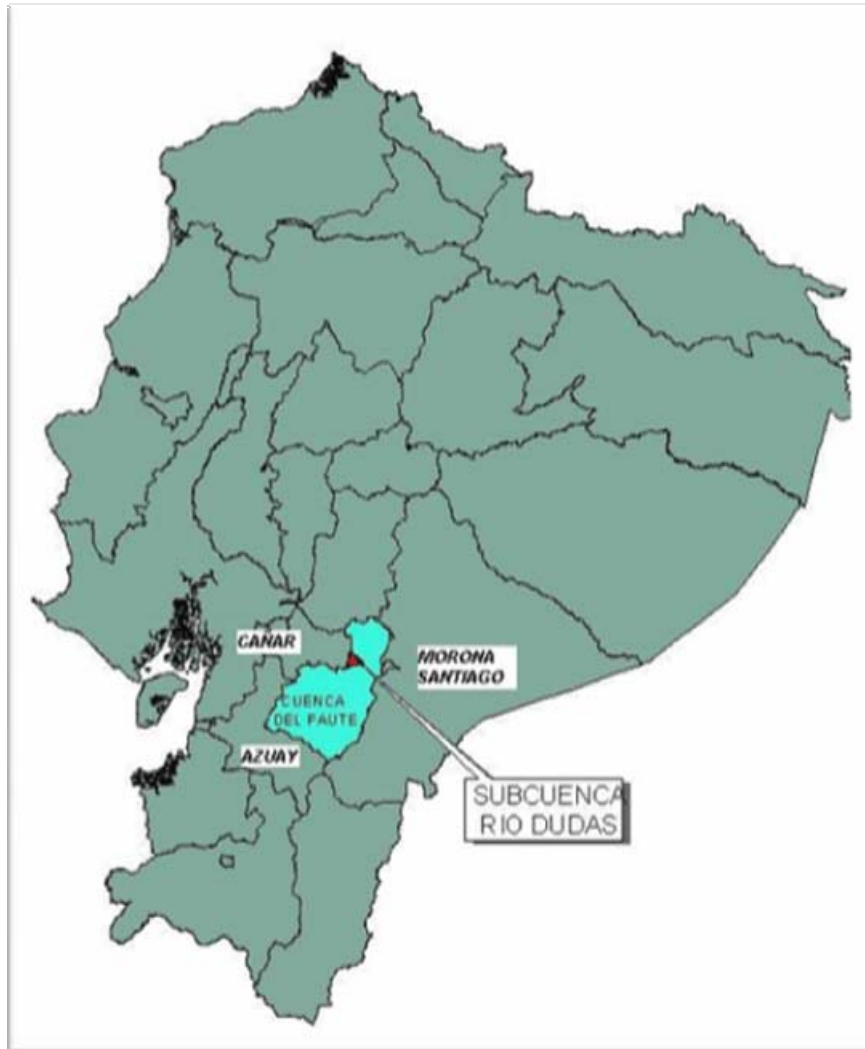 CAÑAR
MORONA
SANTIAGO
CUENCA
DEL PAUTE
AZUAY
SUBCUENCA
RIO DUDAS